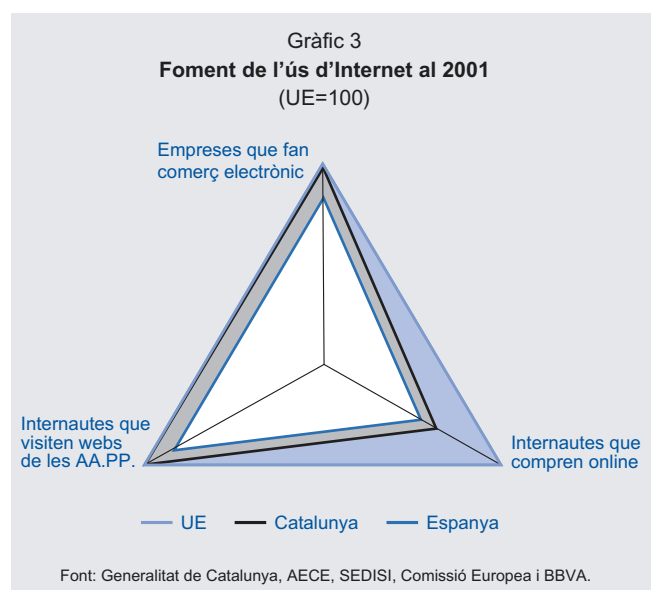 Gràfic 3
Foment de l'ús d'Internet al 2001
(UE=100)
Empreses que fan
comerç electrònic
Internautes que
visiten webs
de les AA.PP.
Internautes que
compren online
UE
Catalunya
Espanya
Font: Generalitat de Catalunya, AECE, SEDISI, Comissió Europea i BBVA.